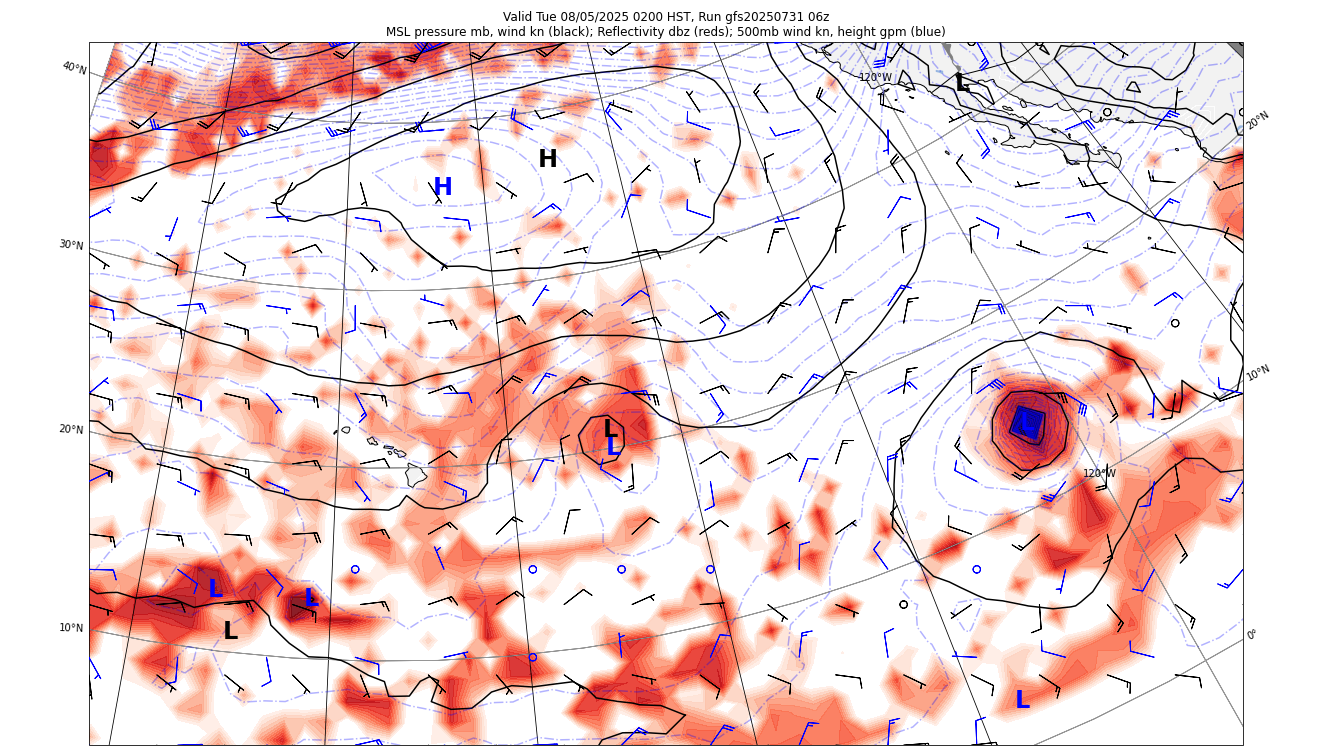 Valid Tue 08/05/2025 0200 HST, Run gfs20250731 06z
MSL pressure mb, wind kn (black); Reflectivity dbz (reds); 500mb wind kn, height gpm (blue)
40°N
120°W
L
20°N
H
H
30°N
10°N
20°N
L
L
L
120°W
L
L
L
10°N
0°
L